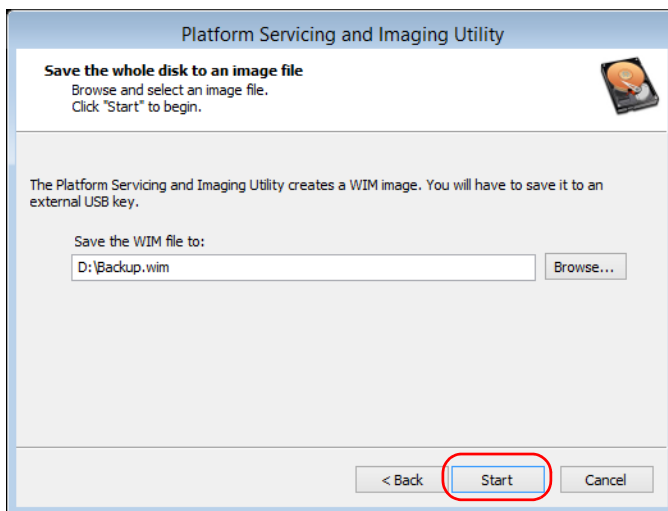 Platform Servicing and Imaging Utility
Save the whole disk to an image file
Browse and select an image file.
Click "Start" to begin.
The Platform Servicing and Imaging Utility creates a WIM image. You will have to save it to an
external USB key.
Save the WIM file to:
D:\Backup.wim
Browse...
< Back
Start
Cancel